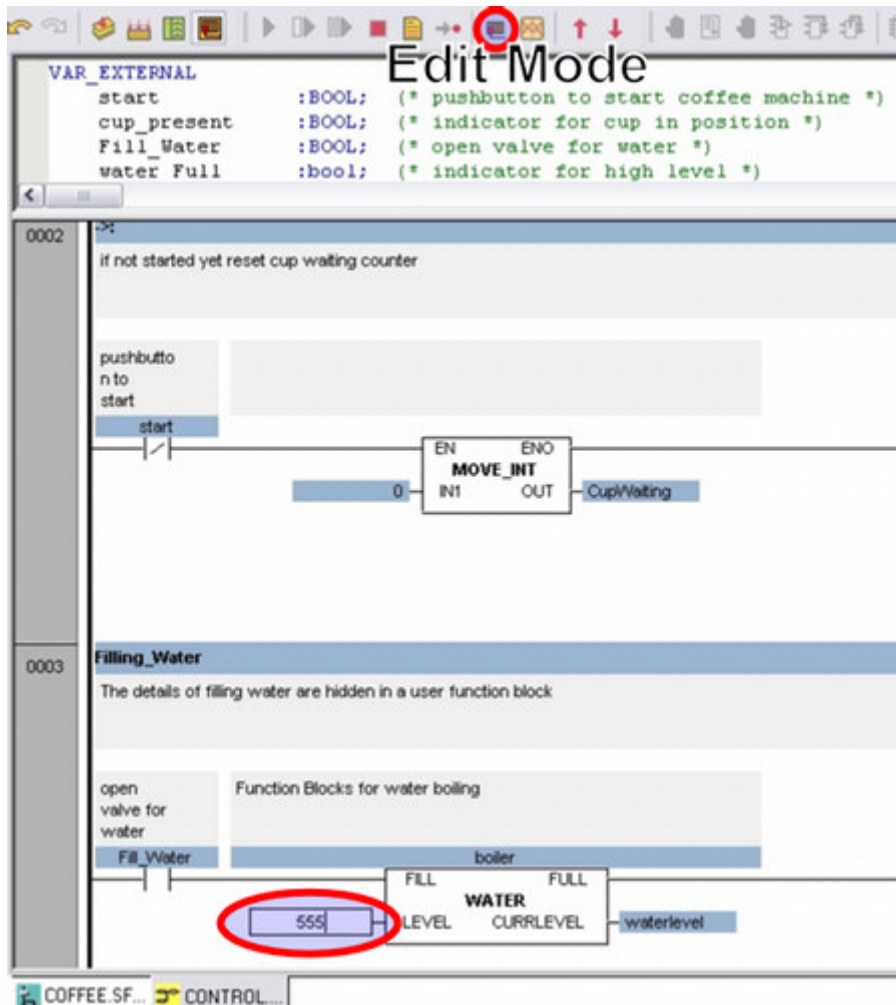 Edit Mode
VAR_EXTERNAL
start :BOOL; (* pushbutton to start coffee machine *)
cup_present :BOOL; (* indicator for cup in position *)
Fill_Water :BOOL; (* open valve for water *)
water Full :bool; (* indicator for high level *)
0002
if not started yet reset cup waiting counter
pushbutto
n to
start
start
EN ENO
MOVE_INT
0 IN1 OUT CupWaiting
0003 Filling_Water
The details of filling water are hidden in a user function block
open
valve for
water
Function Blocks for water boiling
Fill_Water boiler
FILL FULL
WATER
555 LEVEL CURRLEVEL waterlevel
COFFEE.SF... CONTROL....